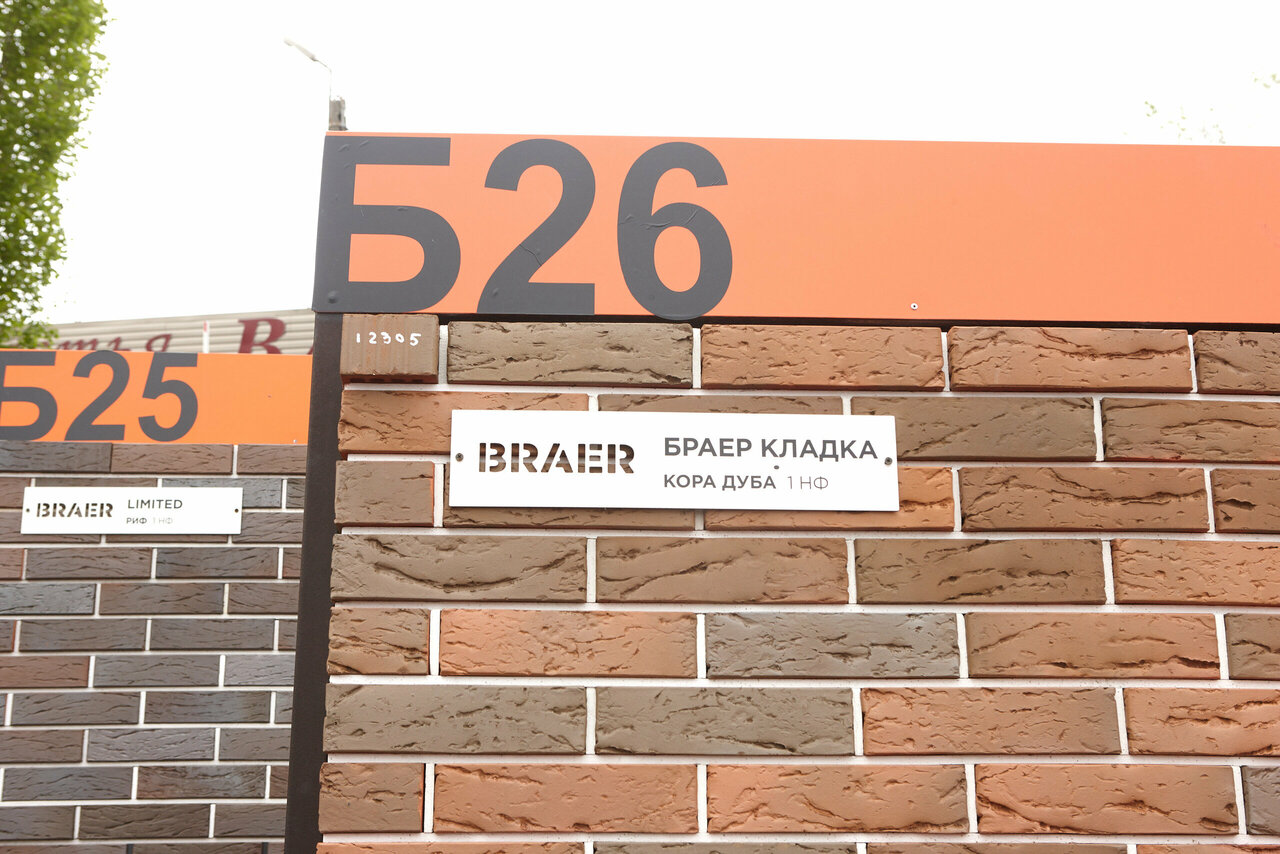 Б26
12305
BRAER
БРАЕР КЛАДКА
КОРА ДУБА 1 НФ
Б25
BRAER
LIMITED
РИФ 1 НФ